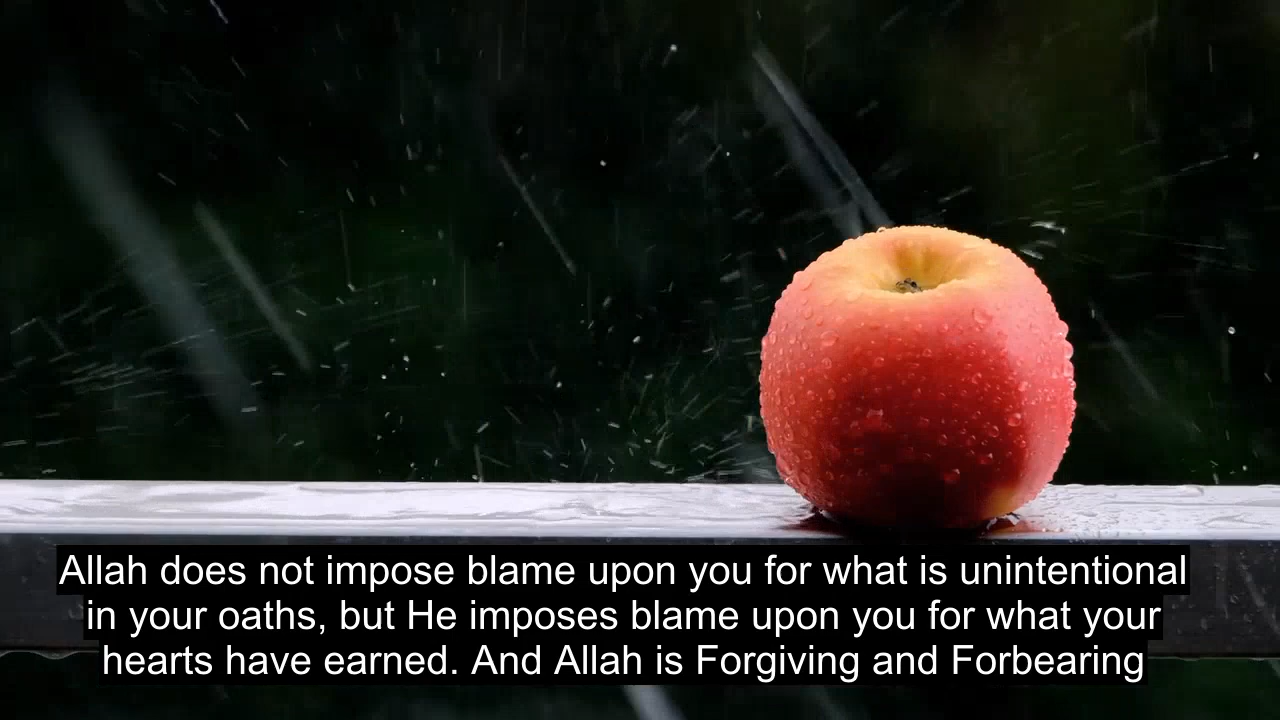 Allah does not impose blame upon you for what is unintentional
in your oaths, but He imposes blame upon you for what your
hearts have earned. And Allah is Forgiving and Forbearing